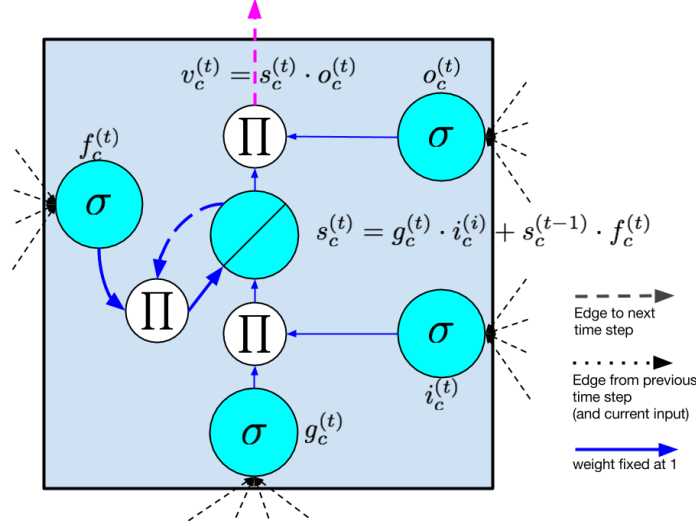 v_c^{(t)} = s_c^{(t)} · o_c^{(t)}
o_c^{(t)}
∏
σ
f_c^{(t)}
σ
s_c^{(t)} = g_c^{(t)} · i_c^{(i)} + s_c^{(t-1)} · f_c^{(t)}
∏
∏
σ
i_c^{(t)}
σ
g_c^{(t)}
Edge to next
time step
Edge from previous
time step
(and current input)
weight fixed at 1